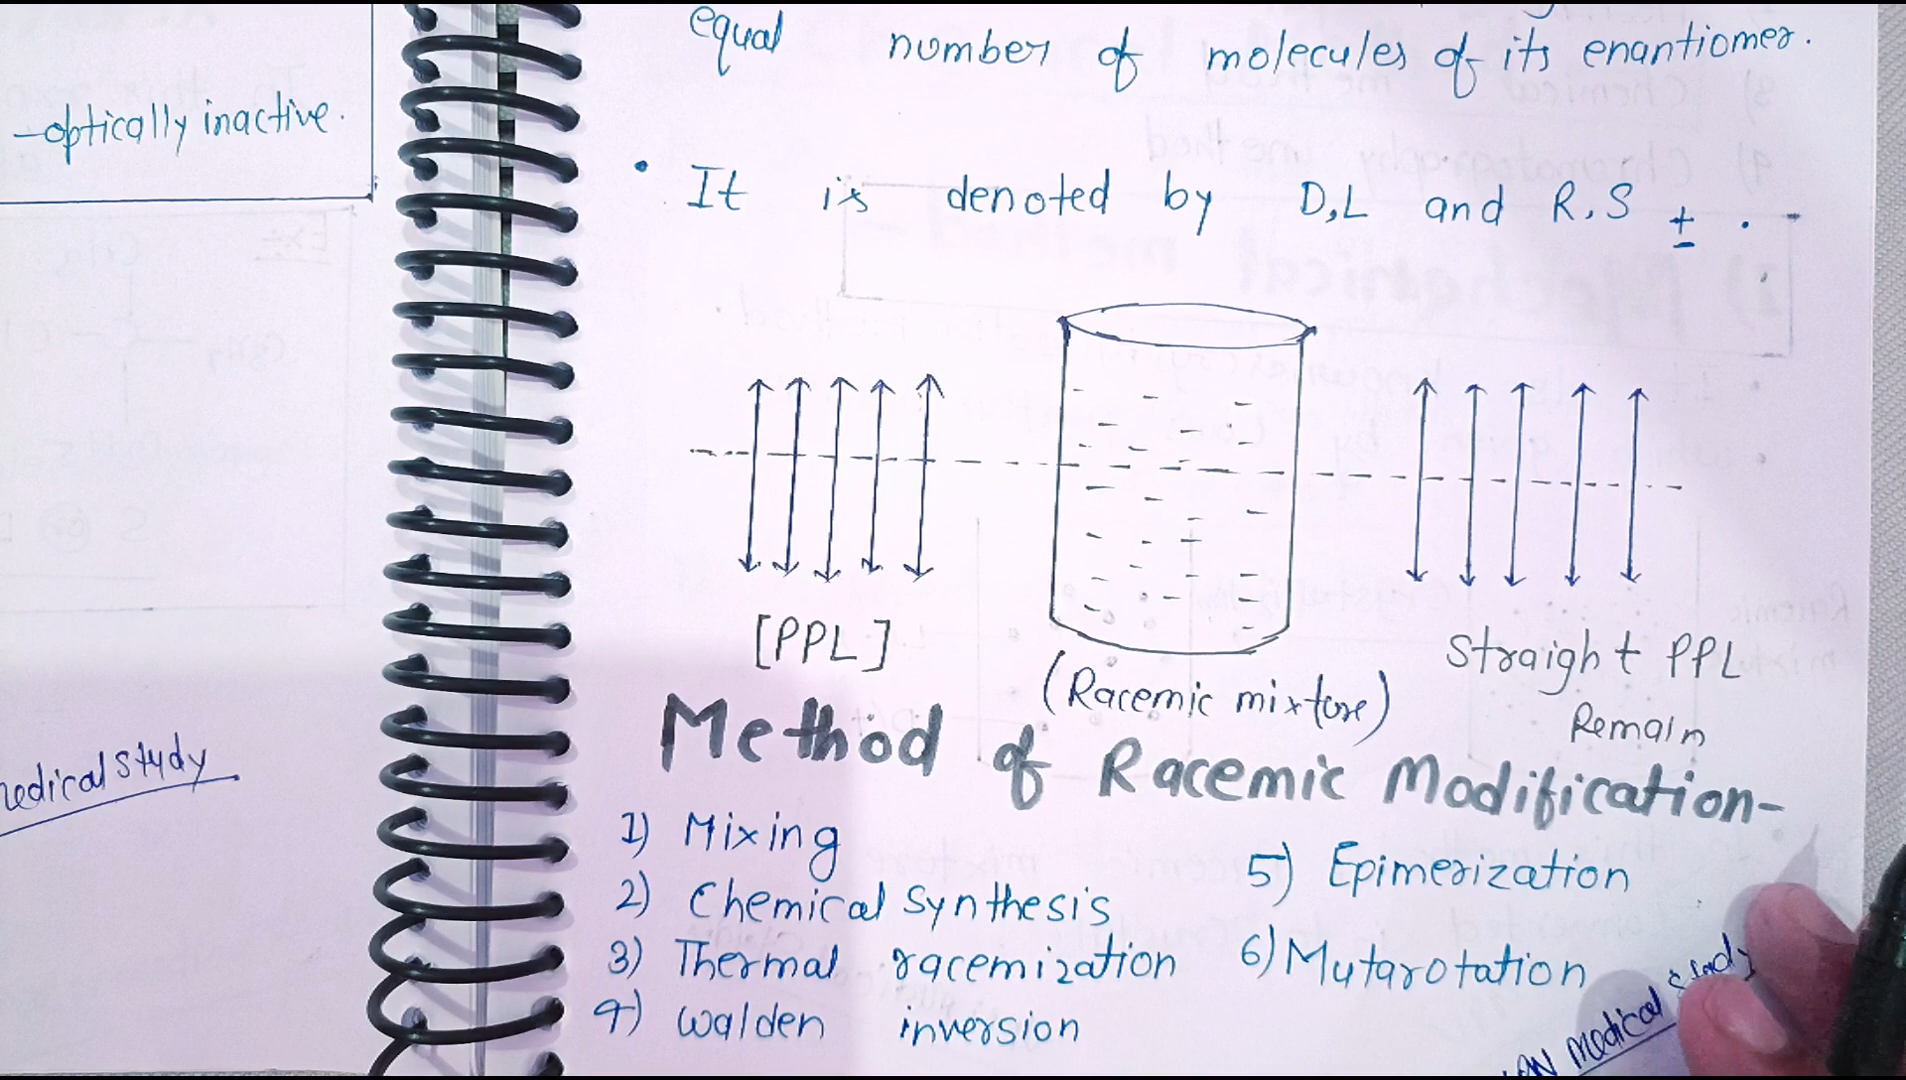 -optically inactive.
medical study
equal number of molecules of its enantiomer.
• It is denoted by D,L and R,S ± .
[PPL]
(Racemic mixture)
Straight PPL
Remain
Method of Racemic Modification-
1) Mixing
2) Chemical Synthesis
3) Thermal racemization
4) walden inversion
5) Epimerization
6) Mutarotation
medical study